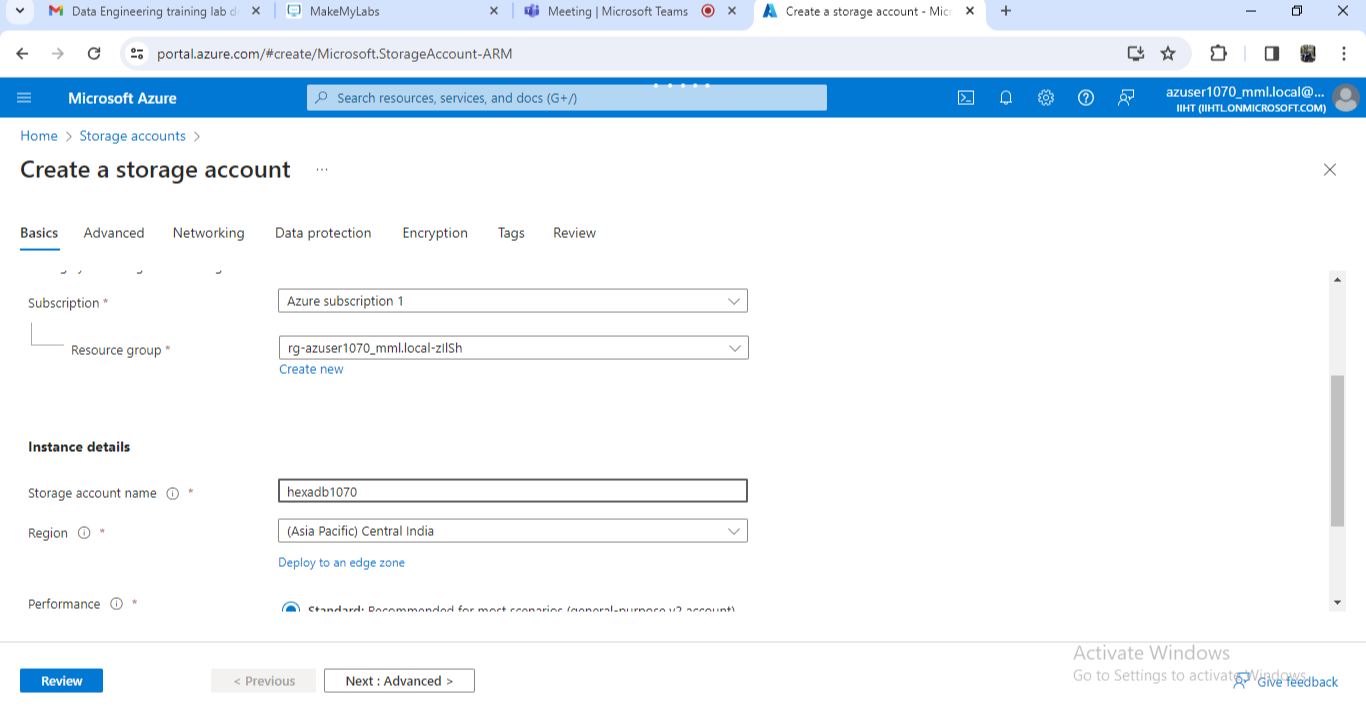 Data Engineering training lab d
MakeMyLabs
Meeting | Microsoft Teams
Create a storage account - Micr
portal.azure.com/#create/Microsoft.StorageAccount-ARM
Microsoft Azure
Search resources, services, and docs (G+/)
azuser1070_mml.local@...
IIHT (IIHTL.ONMICROSOFT.COM)
Home > Storage accounts >
Create a storage account ...
Basics Advanced Networking Data protection Encryption Tags Review
Subscription * Azure subscription 1
Resource group * rg-azuser1070_mml.local-zIlSh
Create new
Instance details
Storage account name * hexadb1070
Region * (Asia Pacific) Central India
Deploy to an edge zone
Performance * Standard: Recommended for most scenarios (general-purpose v2 account)
Activate Windows
Go to Settings to activate Windows.
Review < Previous Next : Advanced > Give feedback